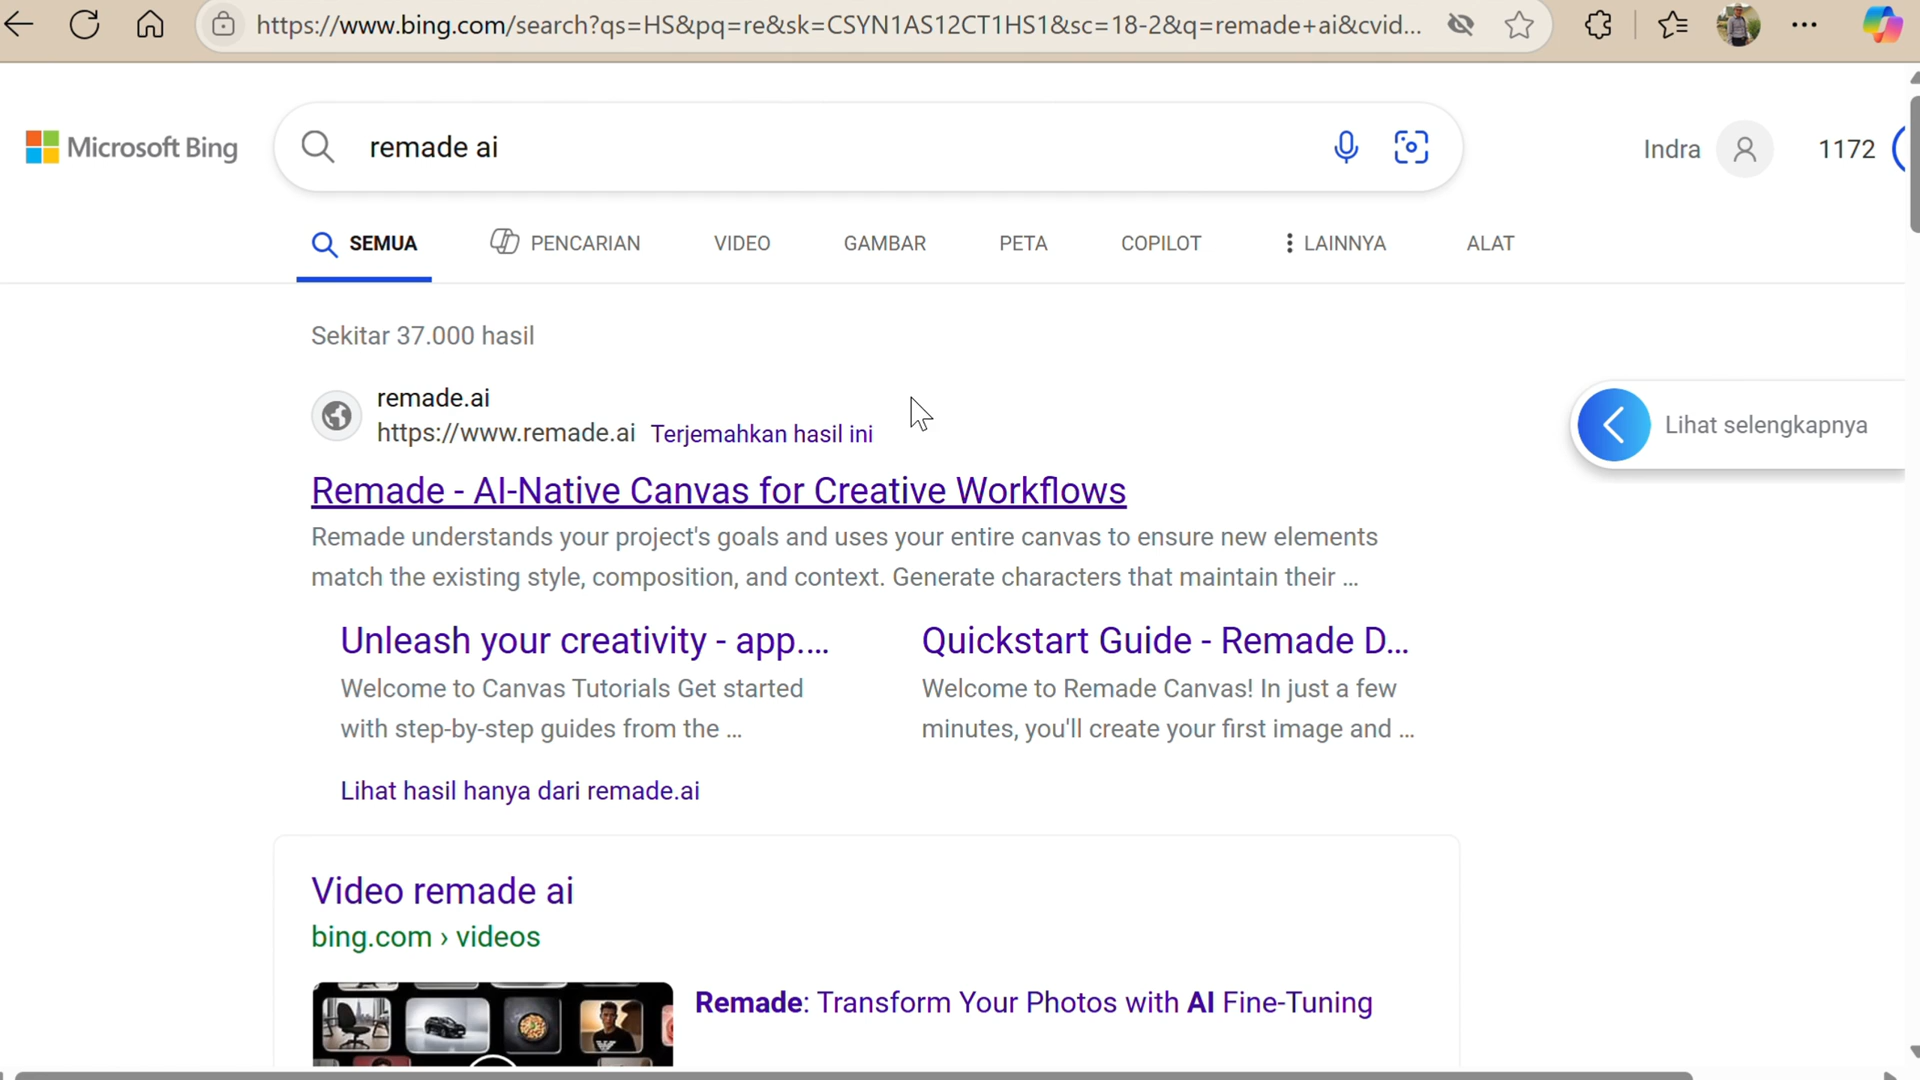 https://www.bing.com/search?qs=HS&pq=re&sk=CSYN1AS12CT1HS1&sc=18-2&q=remade+ai&cvid...
Microsoft Bing
remade ai
Indra
1172
SEMUA
PENCARIAN
VIDEO
GAMBAR
PETA
COPILOT
LAINNYA
ALAT
Sekitar 37.000 hasil
remade.ai
https://www.remade.ai Terjemahkan hasil ini
Lihat selengkapnya
Remade - AI-Native Canvas for Creative Workflows
Remade understands your project's goals and uses your entire canvas to ensure new elements
match the existing style, composition, and context. Generate characters that maintain their ...
Unleash your creativity - app....
Welcome to Canvas Tutorials Get started
with step-by-step guides from the ...
Quickstart Guide - Remade D...
Welcome to Remade Canvas! In just a few
minutes, you'll create your first image and ...
Lihat hasil hanya dari remade.ai
Video remade ai
bing.com › videos
Remade: Transform Your Photos with AI Fine-Tuning